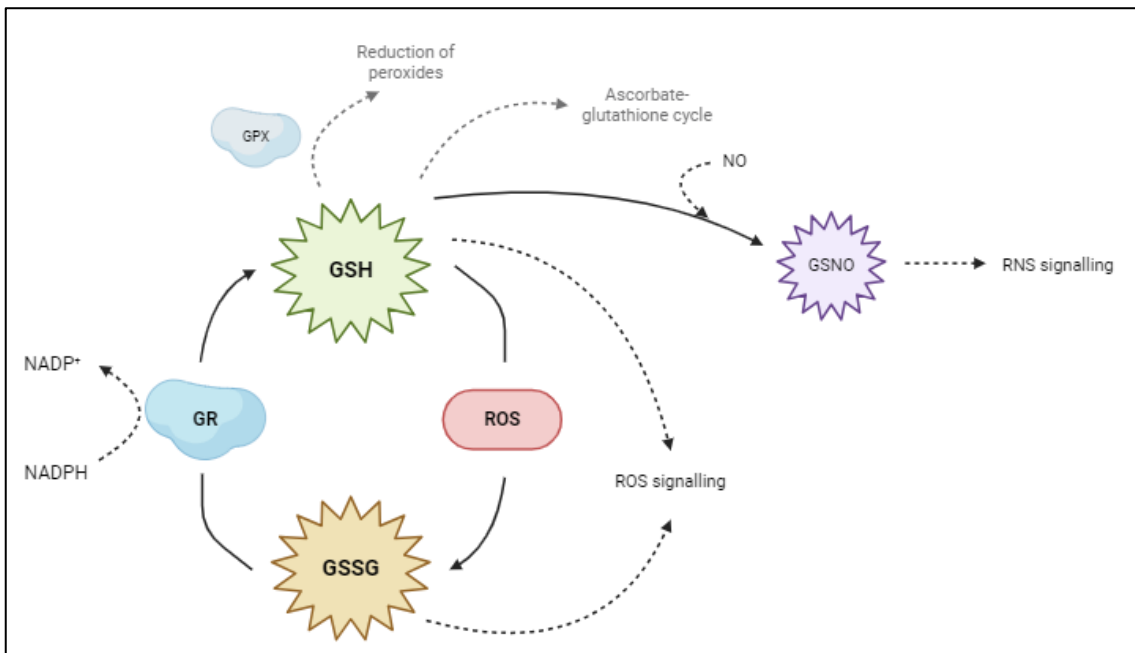 Reduction of
peroxides
Ascorbate-
glutathione cycle
GPX
NO
GSH
GSNO
RNS signalling
NADP⁺
GR
ROS
NADPH
ROS signalling
GSSG